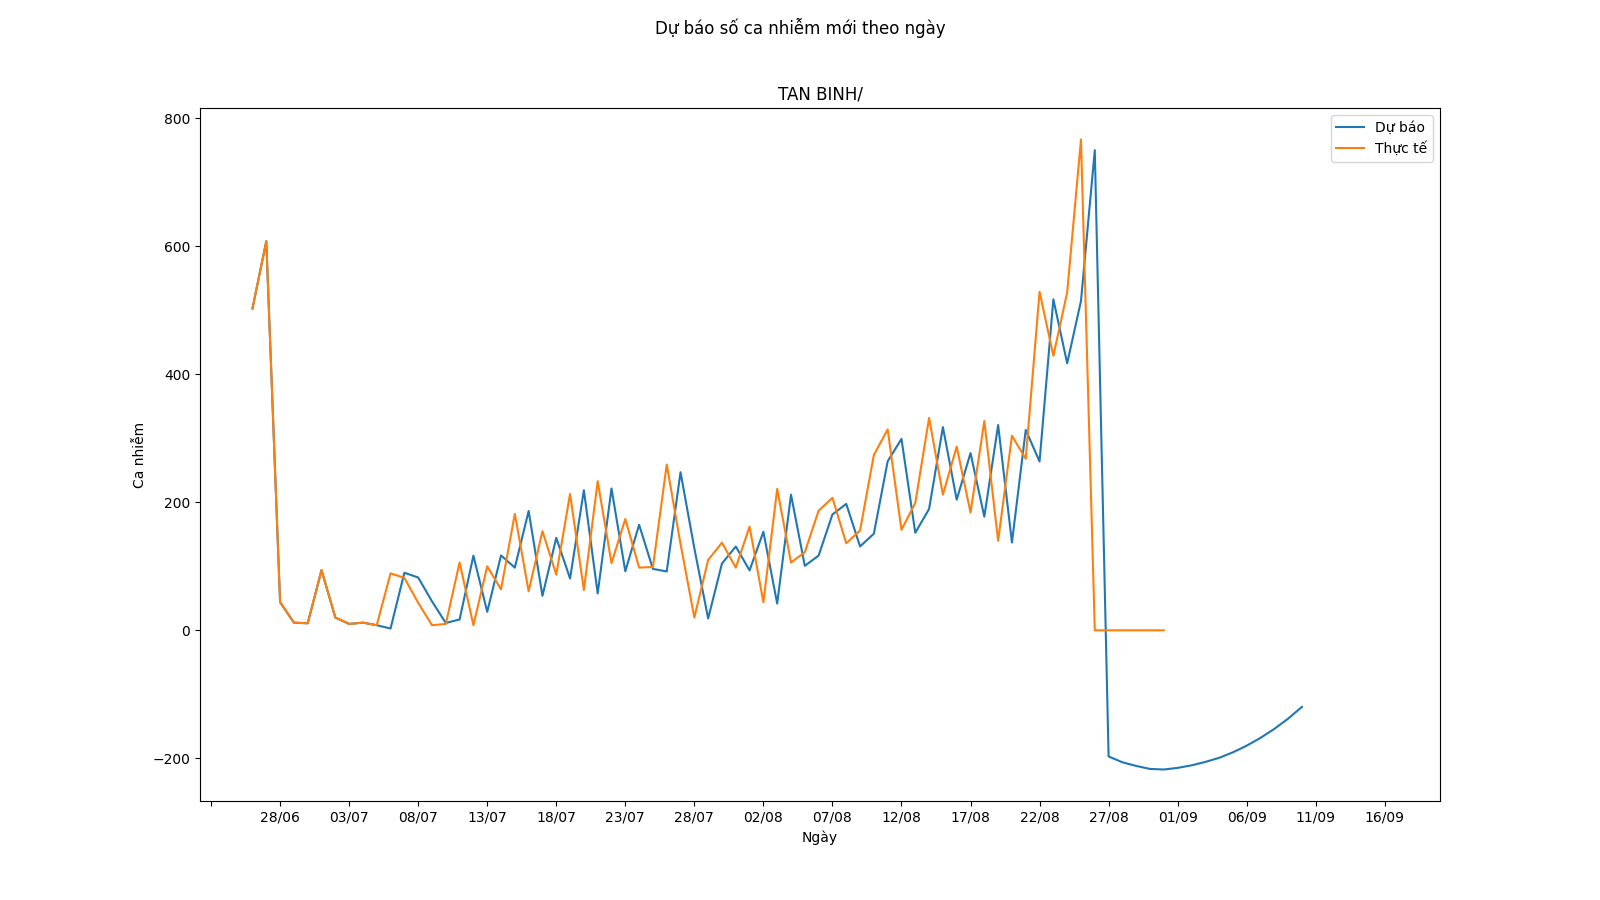 Dự báo số ca nhiễm mới theo ngày
TAN BINH/
Dự báo
Thực tế
800
600
400
200
0
−200
Ca nhiễm
28/06 03/07 08/07 13/07 18/07 23/07 28/07 02/08 07/08 12/08 17/08 22/08 27/08 01/09 06/09 11/09 16/09
Ngày